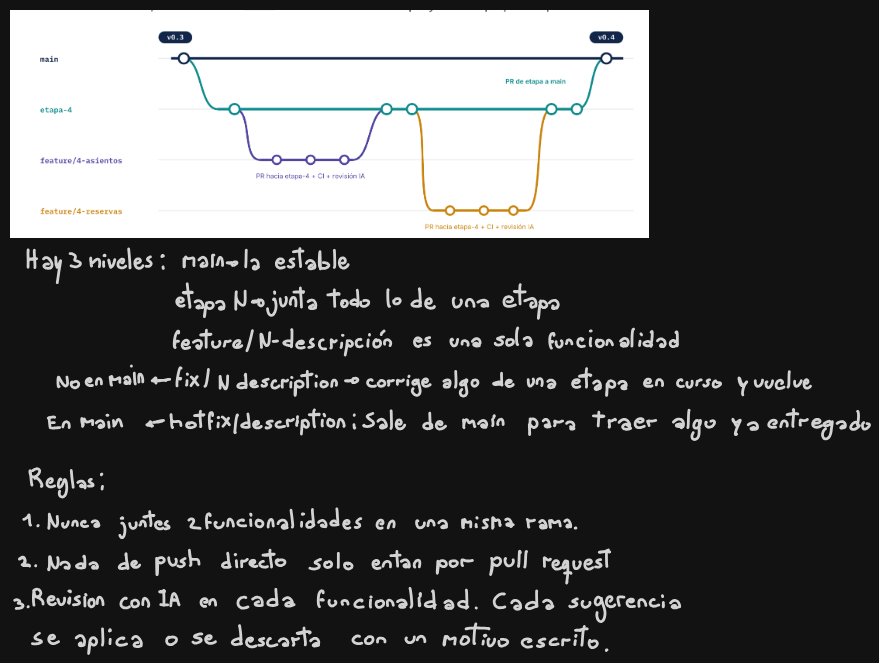 v0.3
v0.4
main
PR de etapa a main
etapa-4
feature/4-asientos
PR hacia etapa-4 + CI + revisión IA
feature/4-reservas
PR hacia etapa-4 + CI + revisión IA
Hay 3 niveles: main→la estable
etapa N→junta todo lo de una etapa
feature/N-descripción es una sola funcionalidad
No en main ← fix/ N description → corrige algo de una etapa en curso y vuelve
En main ← hotfix/description: Sale de main para traer algo ya entregado
Reglas:
1. Nunca juntes 2 funcionalidades en una misma rama.
2. Nada de push directo solo entan por pull request
3. Revision con IA en cada funcionalidad. Cada sugerencia
se aplica o se descarta con un motivo escrito.